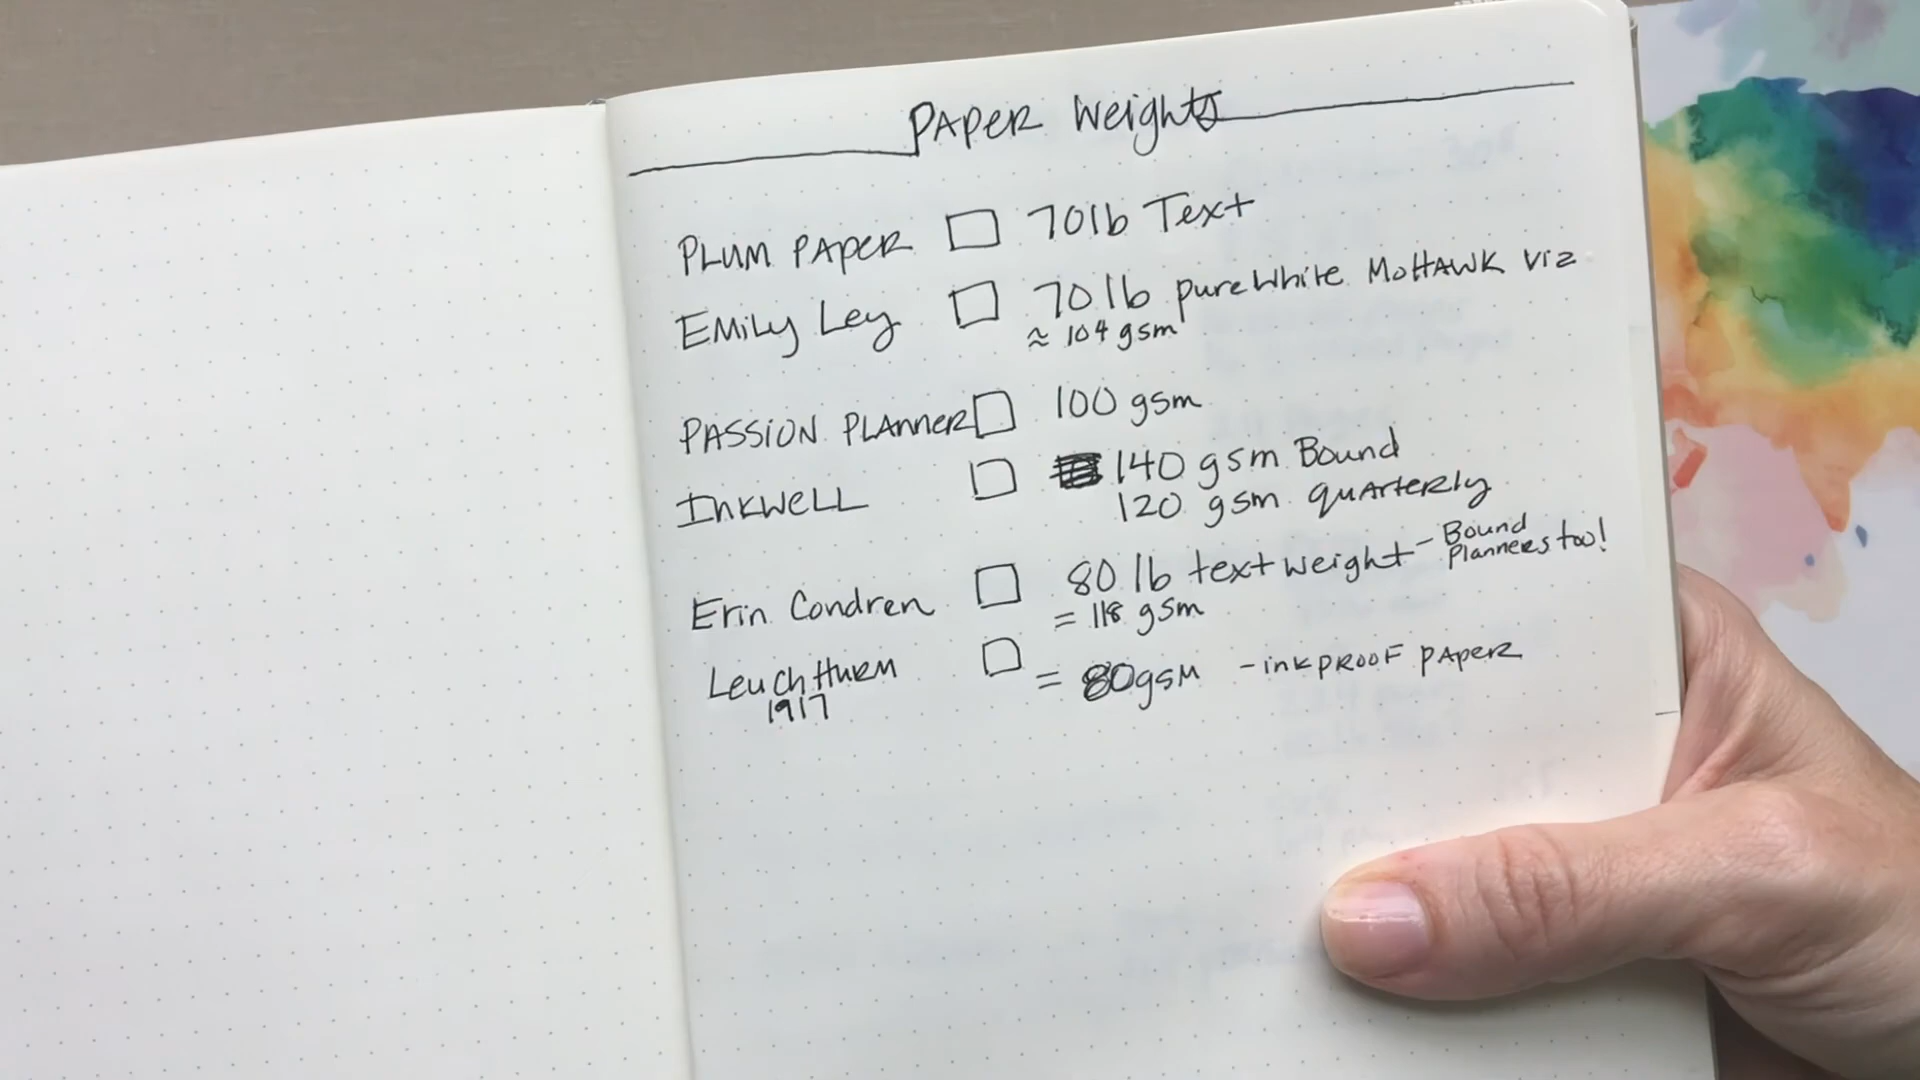 PAPER Weights
PLUM PAPER 70lb Text
EMILY Ley 70 lb pure white MOHAWK VIZ
≈ 104 gsm
PASSION PLANNER 100 gsm
INKWELL 140 gsm Bound
120 gsm quarterly
Erin Condren 80 lb text weight - Bound Planners too!
= 118 gsm
Leuchtturm = 80gsm - inkproof paper
1917